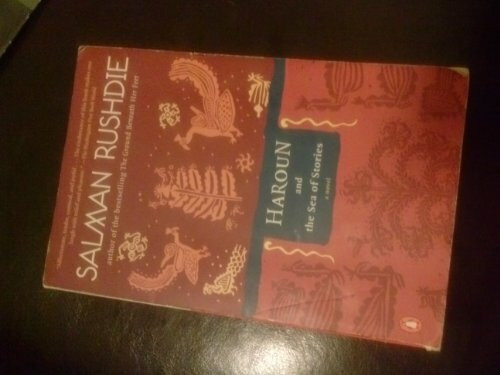 SALMAN RUSHDIE
author of the bestselling The Ground Beneath Her Feet
HAROUN
and
the Sea of Stories
a novel